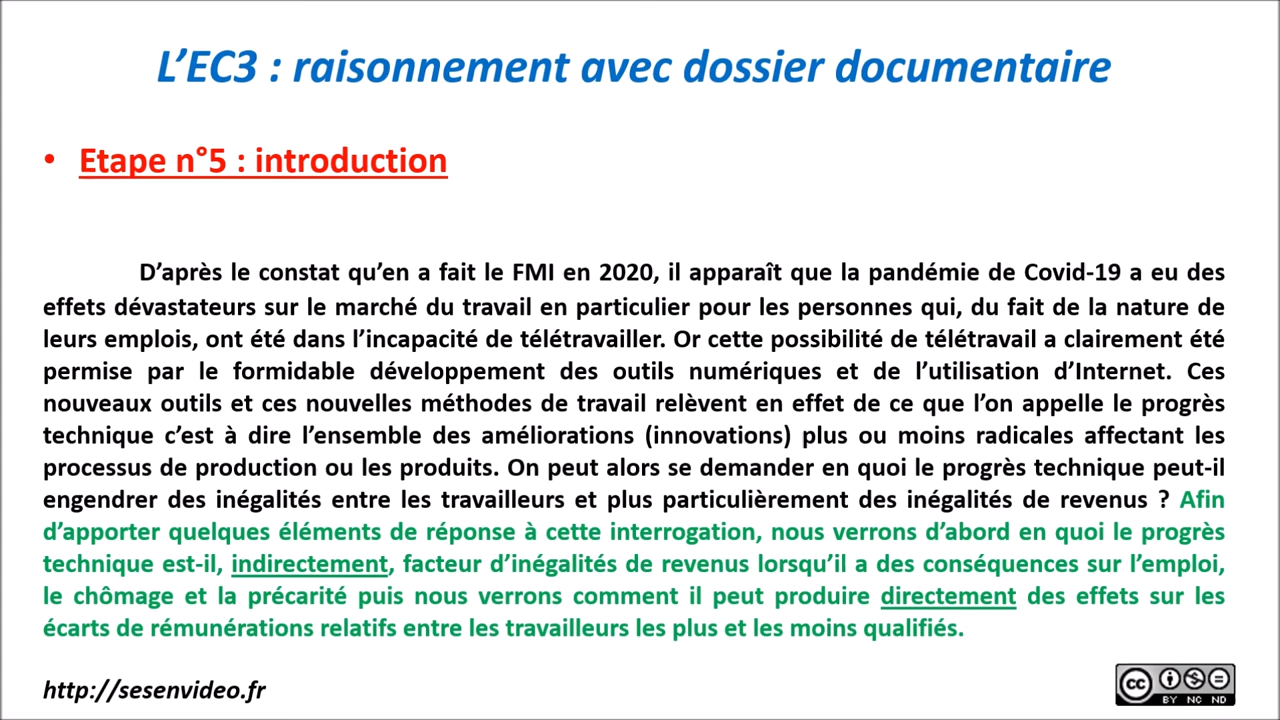 L’EC3 : raisonnement avec dossier documentaire
• Etape n°5 : introduction
D’après le constat qu’en a fait le FMI en 2020, il apparaît que la pandémie de Covid-19 a eu des
effets dévastateurs sur le marché du travail en particulier pour les personnes qui, du fait de la nature de
leurs emplois, ont été dans l’incapacité de télétravailler. Or cette possibilité de télétravail a clairement été
permise par le formidable développement des outils numériques et de l’utilisation d’Internet. Ces
nouveaux outils et ces nouvelles méthodes de travail relèvent en effet de ce que l’on appelle le progrès
technique c’est à dire l’ensemble des améliorations (innovations) plus ou moins radicales affectant les
processus de production ou les produits. On peut alors se demander en quoi le progrès technique peut-il
engendrer des inégalités entre les travailleurs et plus particulièrement des inégalités de revenus ? Afin
d’apporter quelques éléments de réponse à cette interrogation, nous verrons d’abord en quoi le progrès
technique est-il, indirectement, facteur d’inégalités de revenus lorsqu’il a des conséquences sur l’emploi,
le chômage et la précarité puis nous verrons comment il peut produire directement des effets sur les
écarts de rémunérations relatifs entre les travailleurs les plus et les moins qualifiés.
http://sesenvideo.fr
cc
BY NC ND